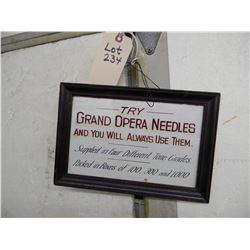 Lot
234
TRY
GRAND OPERA NEEDLES
AND YOU WILL ALWAYS USE THEM.
Supplied in Four Different Tone Grades.
Packed in Boxes of 100, 300 and 1000